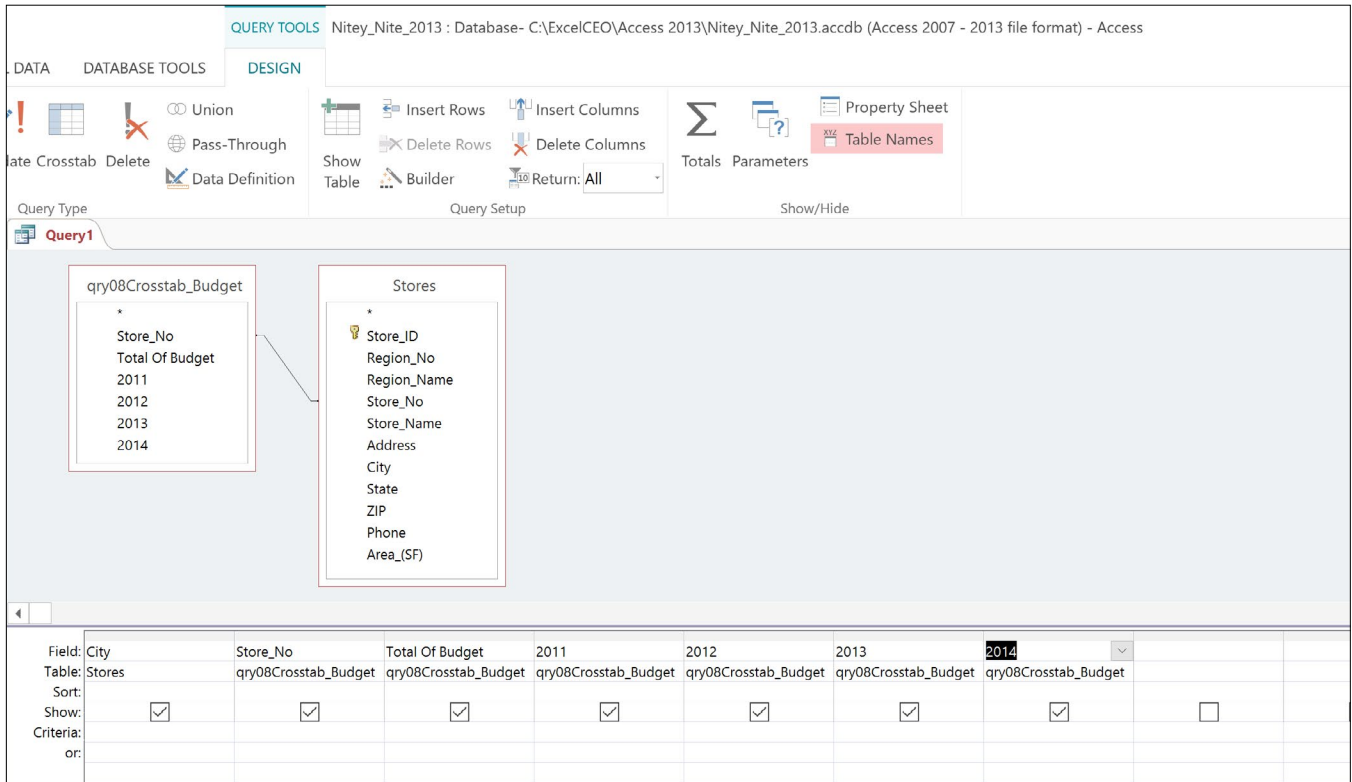 QUERY TOOLS Nitey_Nite_2013 : Database- C:\ExcelCEO\Access 2013\Nitey_Nite_2013.accdb (Access 2007 - 2013 file format) - Access
DATA DATABASE TOOLS DESIGN
Union Insert Rows Insert Columns Property Sheet
Pass-Through Delete Rows Delete Columns XYZ Table Names
Crosstab Delete Show Totals Parameters
Data Definition Table Builder 10 Return: All
Query Type Query Setup Show/Hide
Query1
qry08Crosstab_Budget
*
Store_No
Total Of Budget
2011
2012
2013
2014
Stores
*
Store_ID
Region_No
Region_Name
Store_No
Store_Name
Address
City
State
ZIP
Phone
Area_(SF)
Field: City Store_No Total Of Budget 2011 2012 2013 2014
Table: Stores qry08Crosstab_Budget qry08Crosstab_Budget qry08Crosstab_Budget qry08Crosstab_Budget qry08Crosstab_Budget qry08Crosstab_Budget
Sort:
Show:
Criteria:
or: